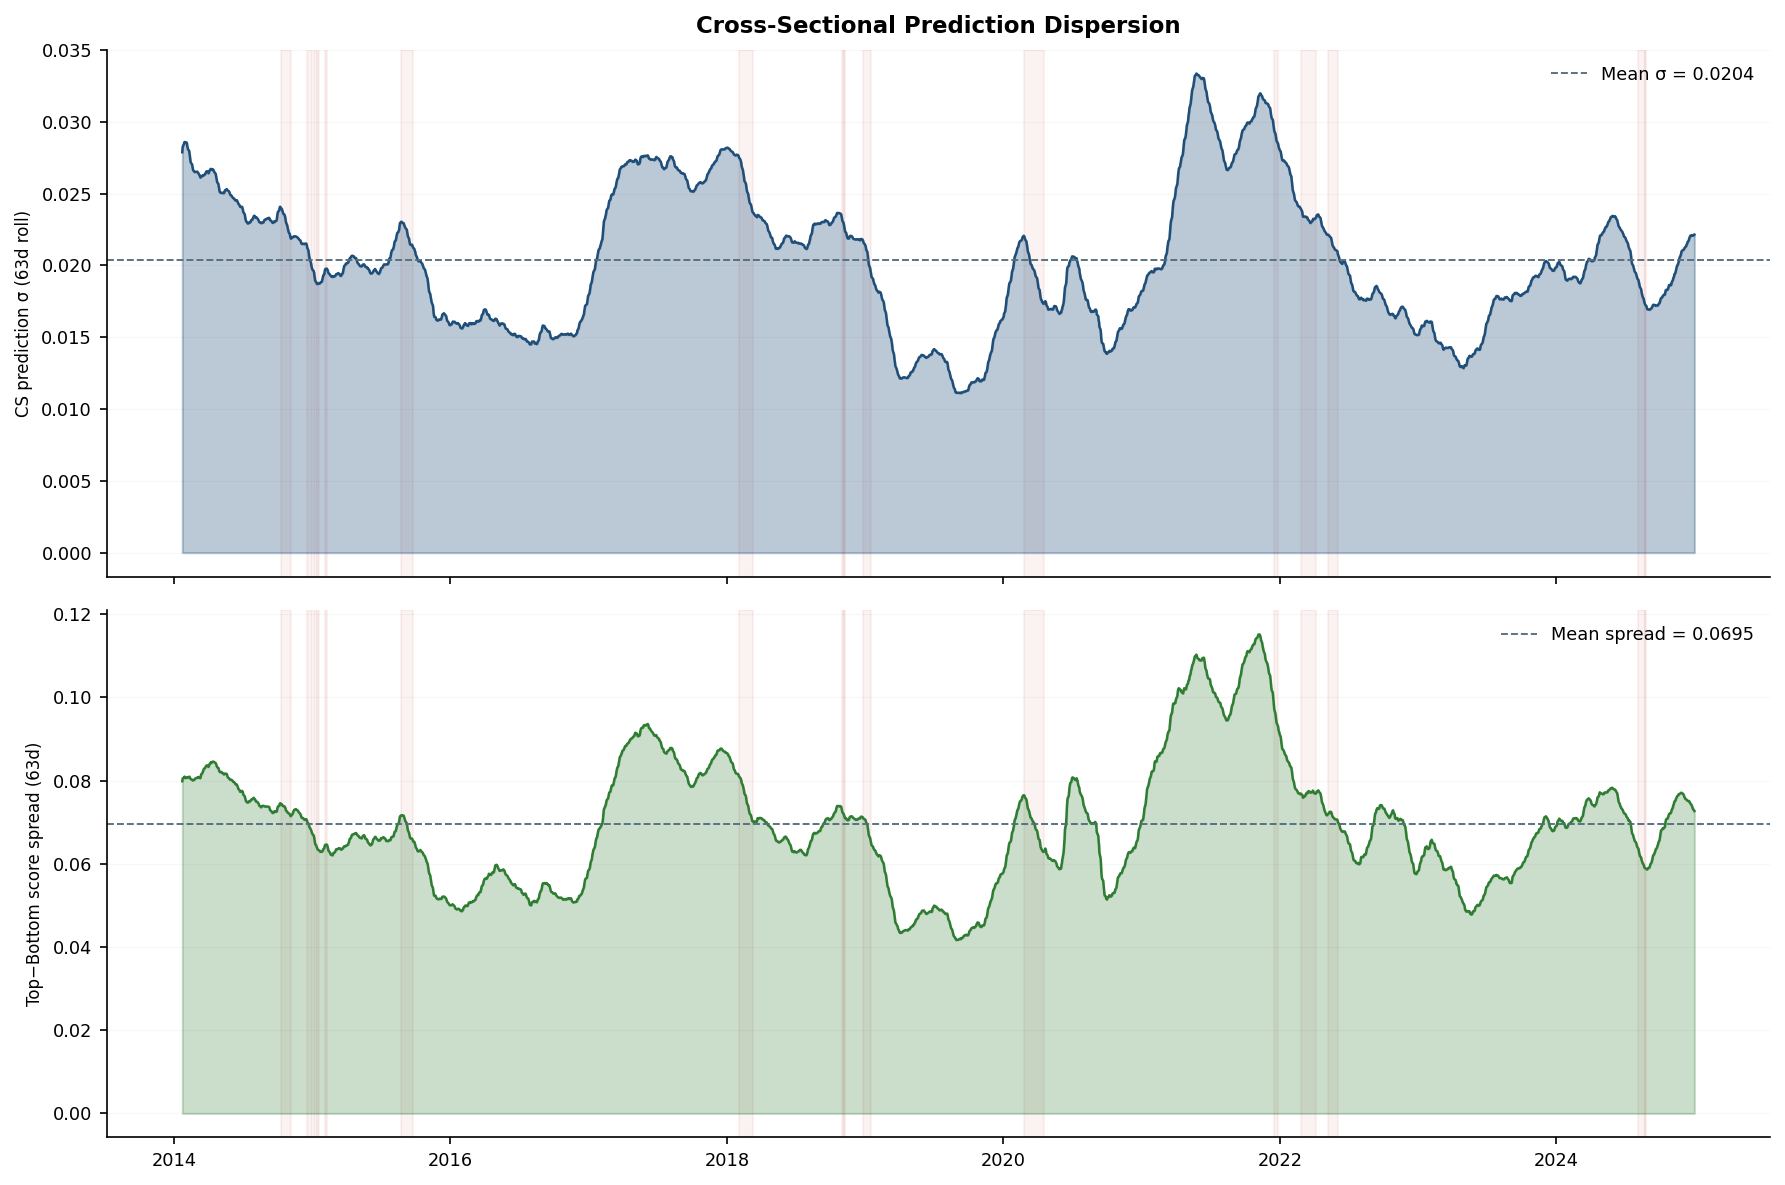 Cross-Sectional Prediction Dispersion
CS prediction σ (63d roll)
0.035
0.030
0.025
0.020
0.015
0.010
0.005
0.000
Mean σ = 0.0204
Top−Bottom score spread (63d)
0.12
0.10
0.08
0.06
0.04
0.02
0.00
Mean spread = 0.0695
2014 2016 2018 2020 2022 2024